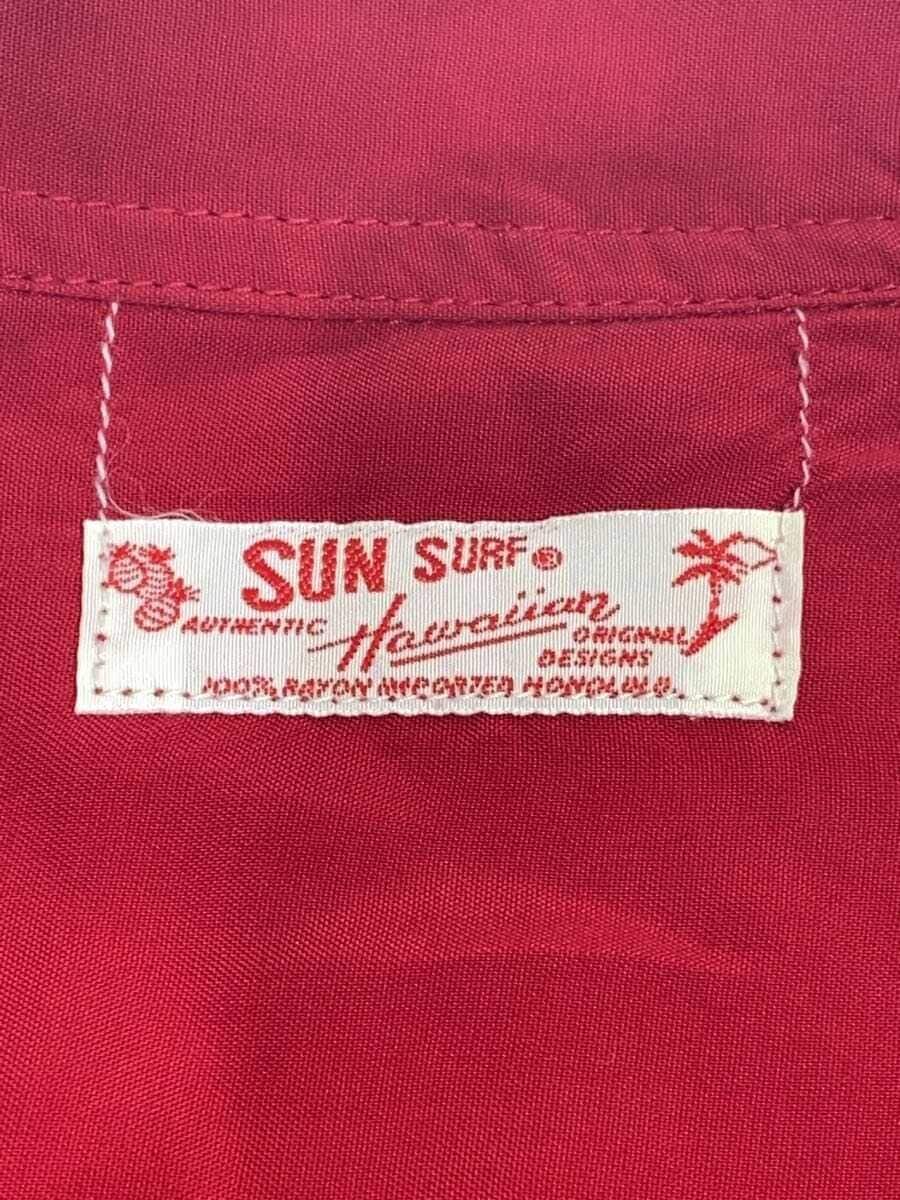 SUN SURF®
AUTHENTIC Hawaiian ORIGINAL
DESIGNS
100% RAYON IMPORTED HONOLULU.